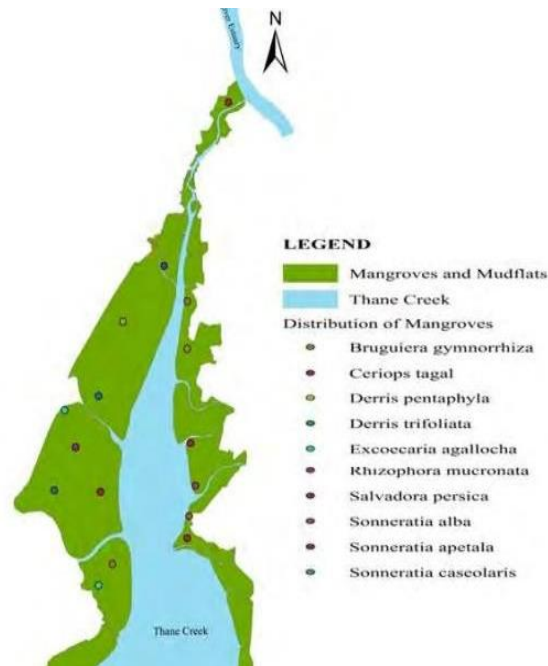 Estuary
N
LEGEND
Mangroves and Mudflats
Thane Creek
Distribution of Mangroves
Bruguiera gymnorrhiza
Ceriops tagal
Derris pentaphyla
Derris trifoliata
Excoecaria agallocha
Rhizophora mucronata
Salvadora persica
Sonneratia alba
Sonneratia apetala
Sonneratia caseolaris
Thane Creek